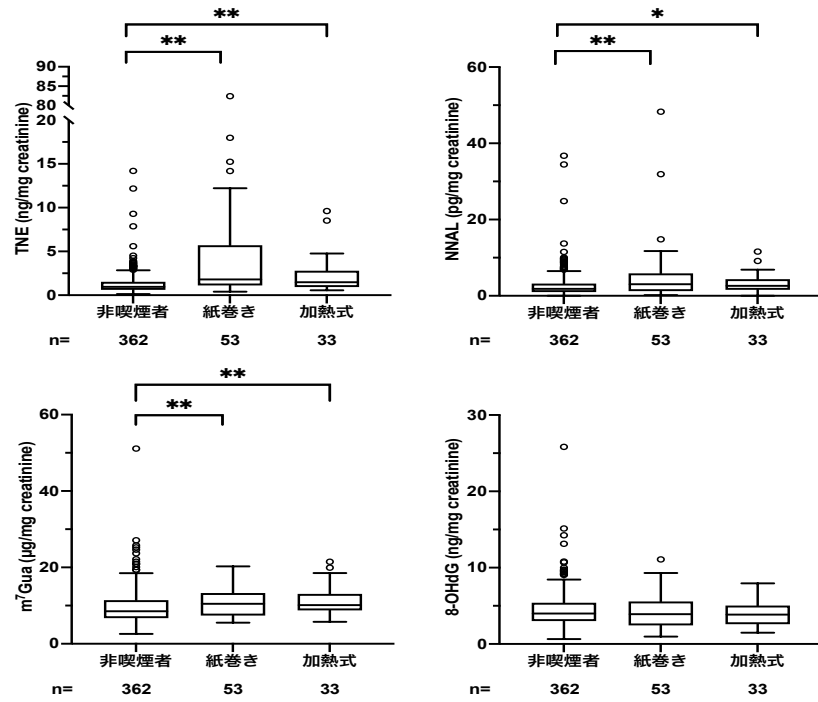 **
**
TNE (ng/mg creatinine)
90
85
80
20
15
10
5
0
非喫煙者 紙巻き 加熱式
n= 362 53 33
*
**
NNAL (pg/mg creatinine)
60
40
20
0
非喫煙者 紙巻き 加熱式
n= 362 53 33
**
**
m⁷Gua (μg/mg creatinine)
60
40
20
0
非喫煙者 紙巻き 加熱式
n= 362 53 33
8-OHdG (ng/mg creatinine)
30
20
10
0
非喫煙者 紙巻き 加熱式
n= 362 53 33